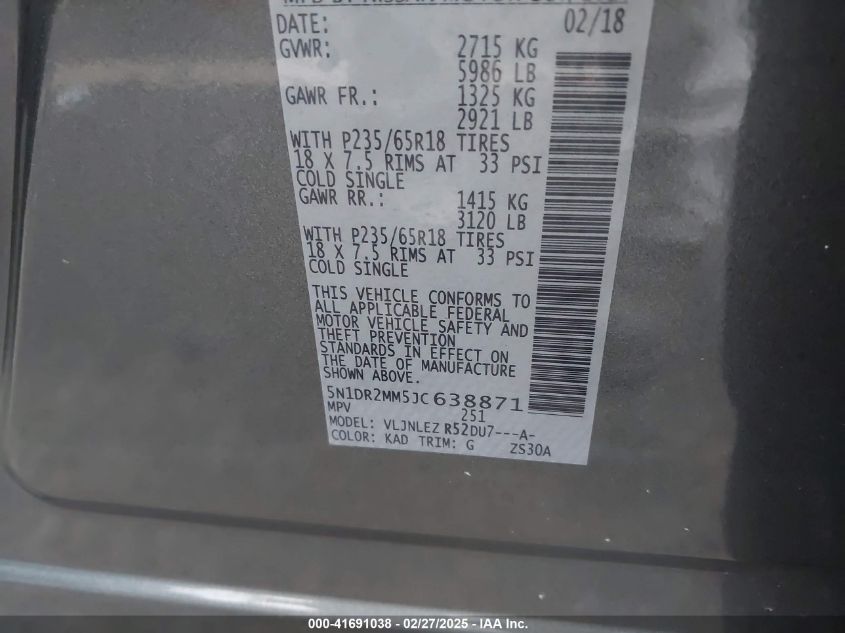 MFD BY NISSAN MOTOR
DATE: 02/18
GVWR: 2715 KG
5986 LB
GAWR FR.: 1325 KG
2921 LB
WITH P235/65R18 TIRES
18 X 7.5 RIMS AT 33 PSI
COLD SINGLE
GAWR RR.: 1415 KG
3120 LB
WITH P235/65R18 TIRES
18 X 7.5 RIMS AT 33 PSI
COLD SINGLE
THIS VEHICLE CONFORMS TO
ALL APPLICABLE FEDERAL
MOTOR VEHICLE SAFETY AND
THEFT PREVENTION
STANDARDS IN EFFECT ON
THE DATE OF MANUFACTURE
SHOWN ABOVE.
5N1DR2MM5JC638871
MPV 251
MODEL: VLJNLEZ R52DU7---A-
COLOR: KAD TRIM: G ZS30A
000-41691038 - 02/27/2025 - IAA Inc.